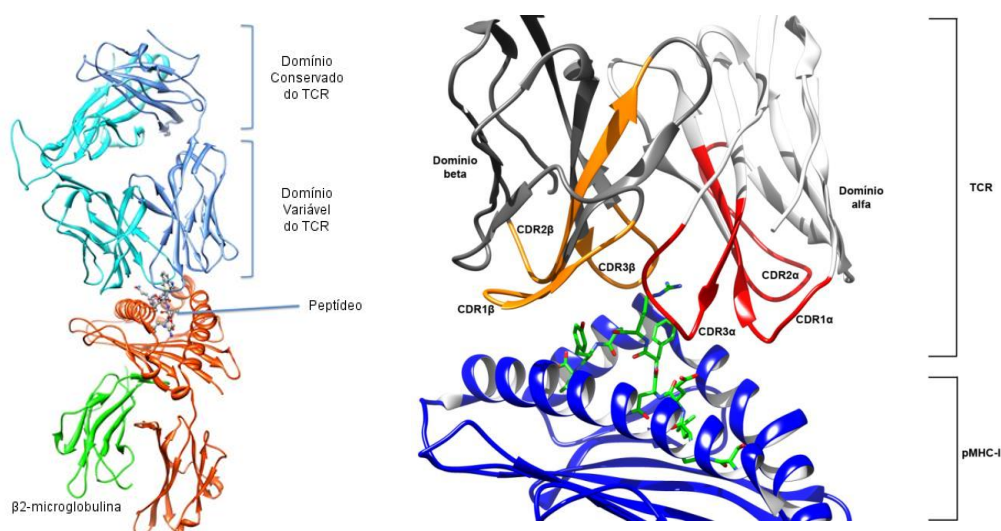 Domínio
Conservado
do TCR
Domínio
Variável
do TCR
Peptídeo
β2-microglobulina
Domínio
beta
Domínio
alfa
CDR2β
CDR3β
CDR1β
CDR2α
CDR1α
CDR3α
TCR
pMHC-I